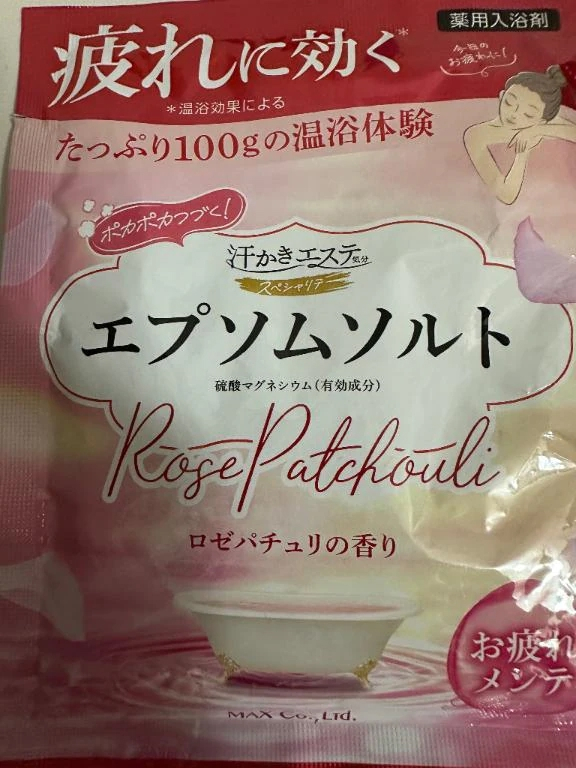 薬用入浴剤
疲れに効く*
*温浴効果による
今日の
お疲れに!
たっぷり100gの温浴体験
ポカポカつづく!
汗かきエステ気分
スペシャリテ
エプソムソルト
硫酸マグネシウム(有効成分)
Rose Patchouli
ロゼパチュリの香り
お疲れ
メンテ
MAX Co.,Ltd.